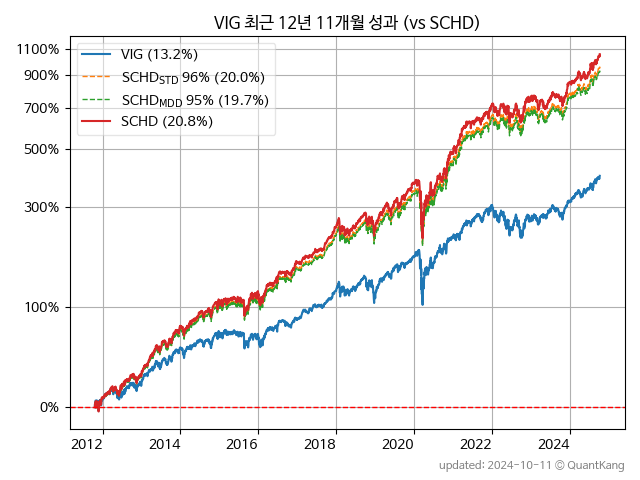 VIG 최근 12년 11개월 성과 (vs SCHD)
VIG (13.2%)
SCHD_STD 96% (20.0%)
SCHD_MDD 95% (19.7%)
SCHD (20.8%)
1100%
900%
700%
500%
300%
100%
0%
2012 2014 2016 2018 2020 2022 2024
updated: 2024-10-11 © QuantKang